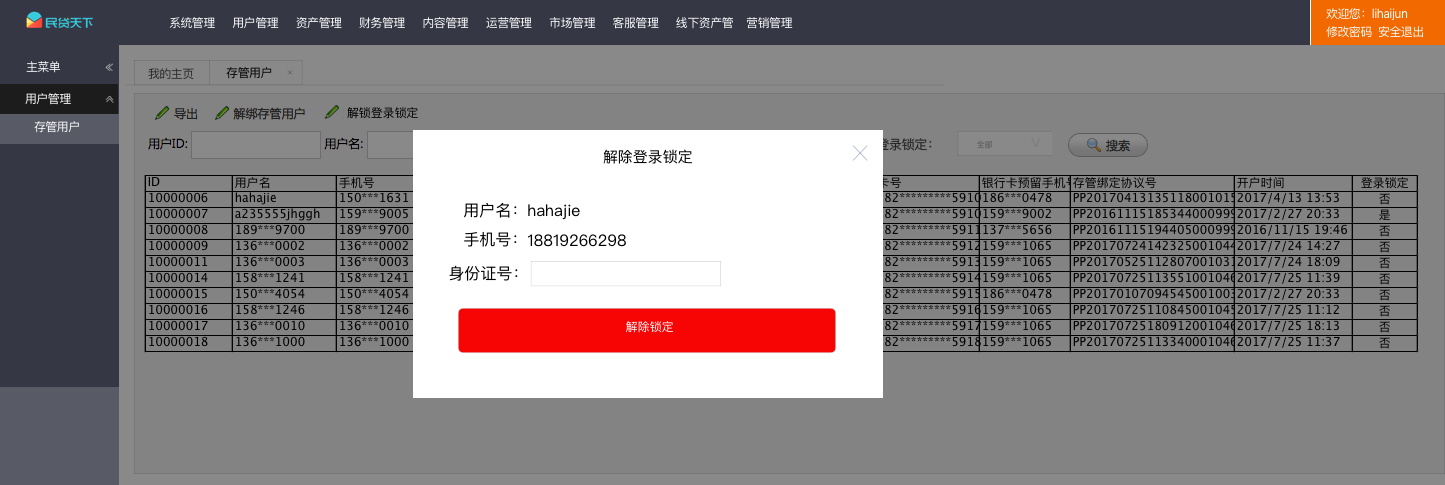 民贷天下
系统管理 用户管理 资产管理 财务管理 内容管理 运营管理 市场管理 客服管理 线下资产管 营销管理
欢迎您：lihaijun
修改密码 安全退出
主菜单
用户管理
存管用户
我的主页 存管用户 ×
导出 解绑存管用户 解锁登录锁定
用户ID: 用户名: 登录锁定： 全部 搜索
解除登录锁定
用户名： hahajie
手机号： 18819266298
身份证号：
解除锁定
ID 用户名 手机号 卡号 银行卡预留手机号 存管绑定协议号 开户时间 登录锁定
10000006 hahajie 150***1631 82*********5910 186***0478 PP20170413135118001015 2017/4/13 13:53 否
10000007 a235555jhggh 159***9005 82*********5910 159***9002 PP20161115185344000999 2017/2/27 20:33 是
10000008 189***9700 189***9700 82*********5911 137***5656 PP20161115194405000999 2016/11/15 19:46 否
10000009 136***0002 136***0002 82*********5912 159***1065 PP20170724142325001044 2017/7/24 14:27 否
10000011 136***0003 136***0003 82*********5913 159***1065 PP20170525112807001031 2017/7/24 18:09 否
10000014 158***1241 158***1241 82*********5914 159***1065 PP20170725113551001046 2017/7/25 11:39 否
10000015 150***4054 150***4054 82*********5915 186***0478 PP20170107094545001003 2017/2/27 20:33 否
10000016 158***1246 158***1246 82*********5916 159***1065 PP20170725110845001045 2017/7/25 11:12 否
10000017 136***0010 136***0010 82*********5917 159***1065 PP20170725180912001046 2017/7/25 18:13 否
10000018 136***1000 136***1000 82*********5918 159***1065 PP20170725113340001046 2017/7/25 11:37 否